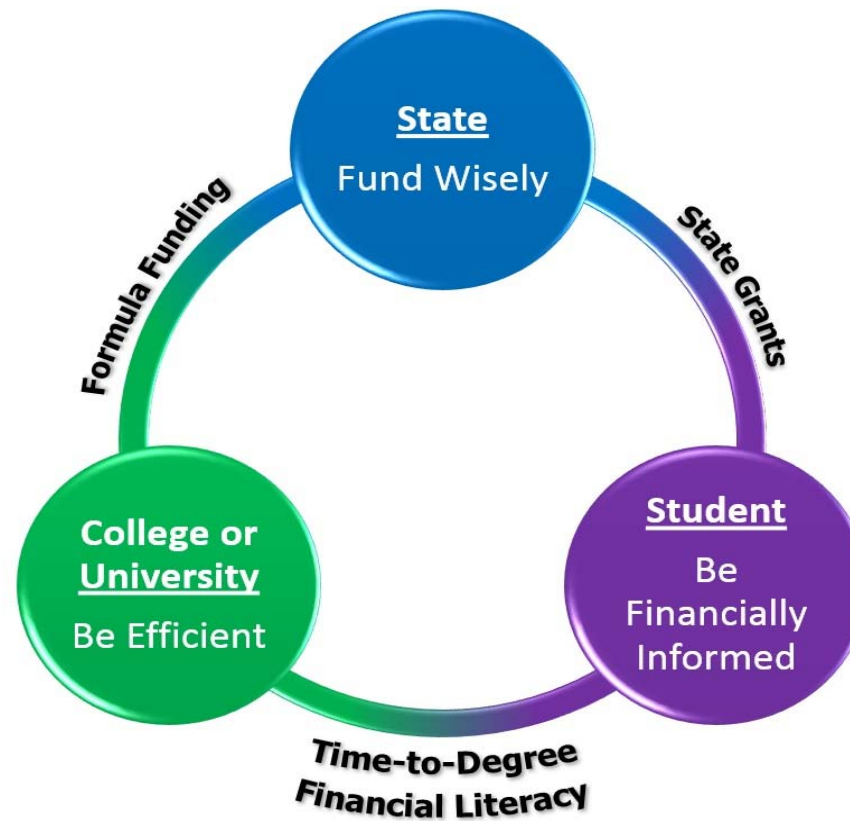 State
Fund Wisely
Formula Funding
State Grants
College or
University
Be Efficient
Student
Be
Financially
Informed
Time-to-Degree
Financial Literacy